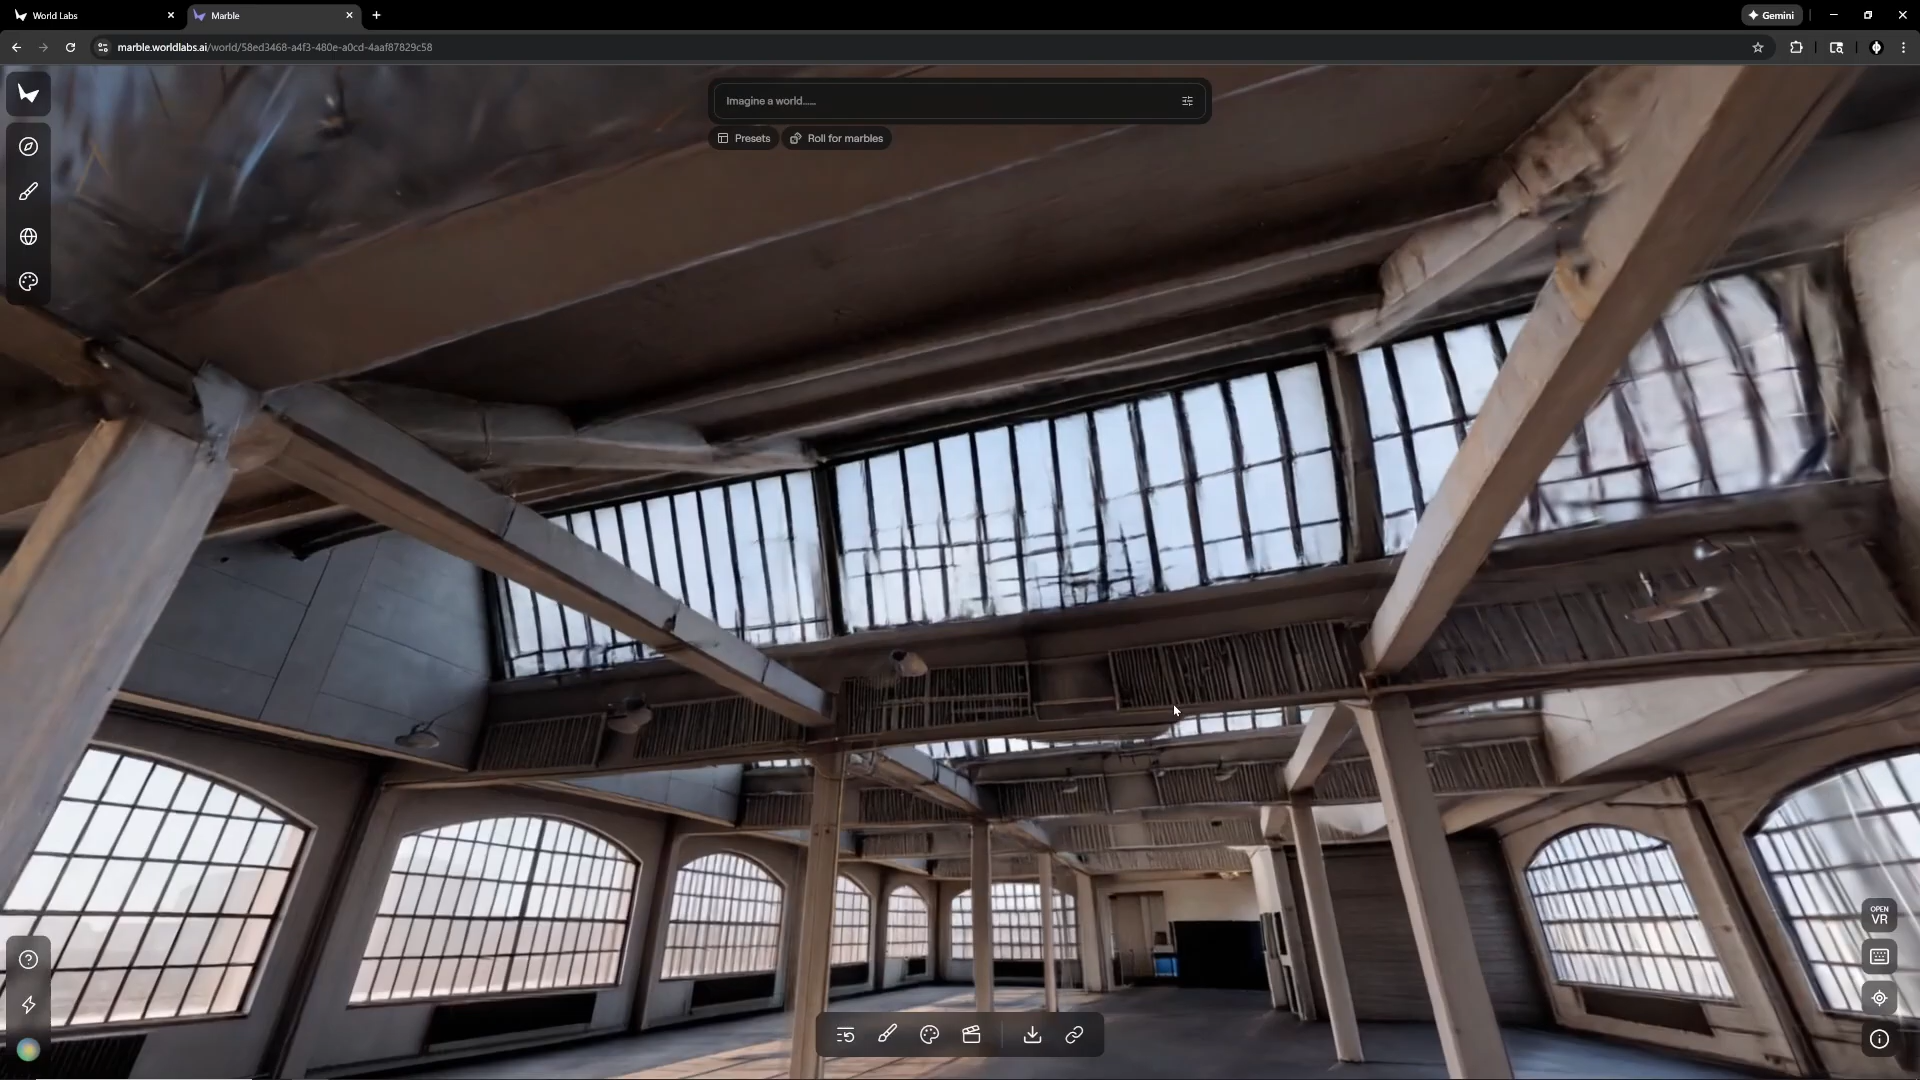 World Labs
Marble
Gemini
marble.worldlabs.ai/world/58ed3468-a4f3-480e-a0cd-4aaf87829c58
Imagine a world.....
Presets
Roll for marbles
OPEN
VR